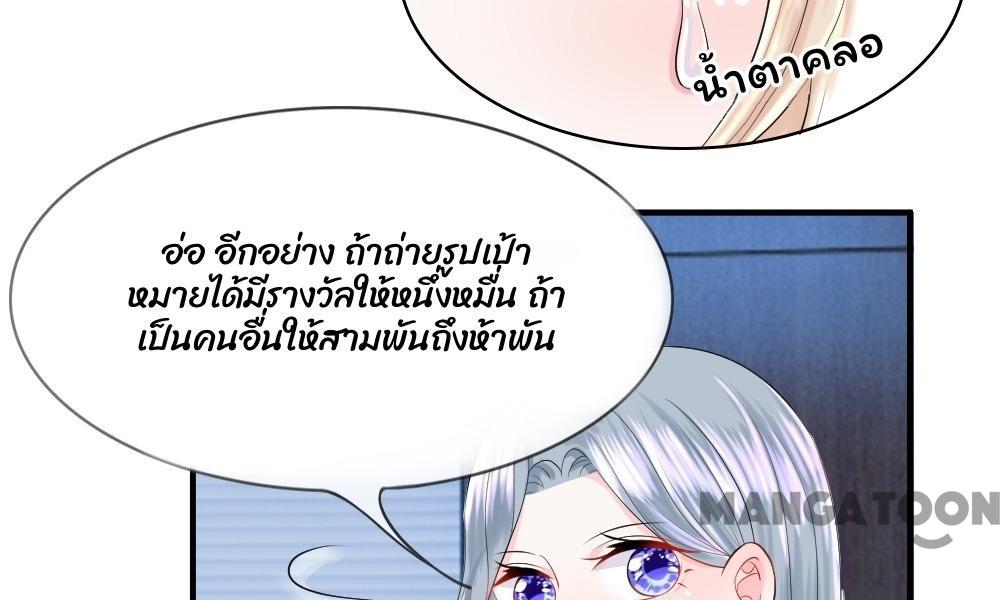 น้ำตาคลอ
อ่อ อีกอย่าง ถ้าถ่ายรูปเป้า
หมายได้มีรางวัลให้หนึ่งหมื่น ถ้า
เป็นคนอื่นให้สามพันถึงห้าพัน
MANGATOON